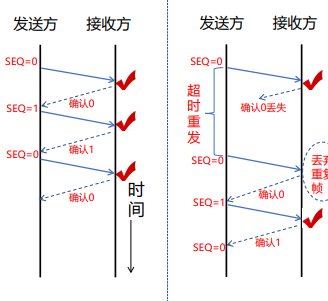 发送方 接收方
SEQ=0
确认0
SEQ=1
确认1
SEQ=0
确认0
时间
发送方 接收方
SEQ=0
确认0丢失
超时重发
SEQ=0
丢弃
重复
帧
确认0
SEQ=1
确认1
SEQ=0